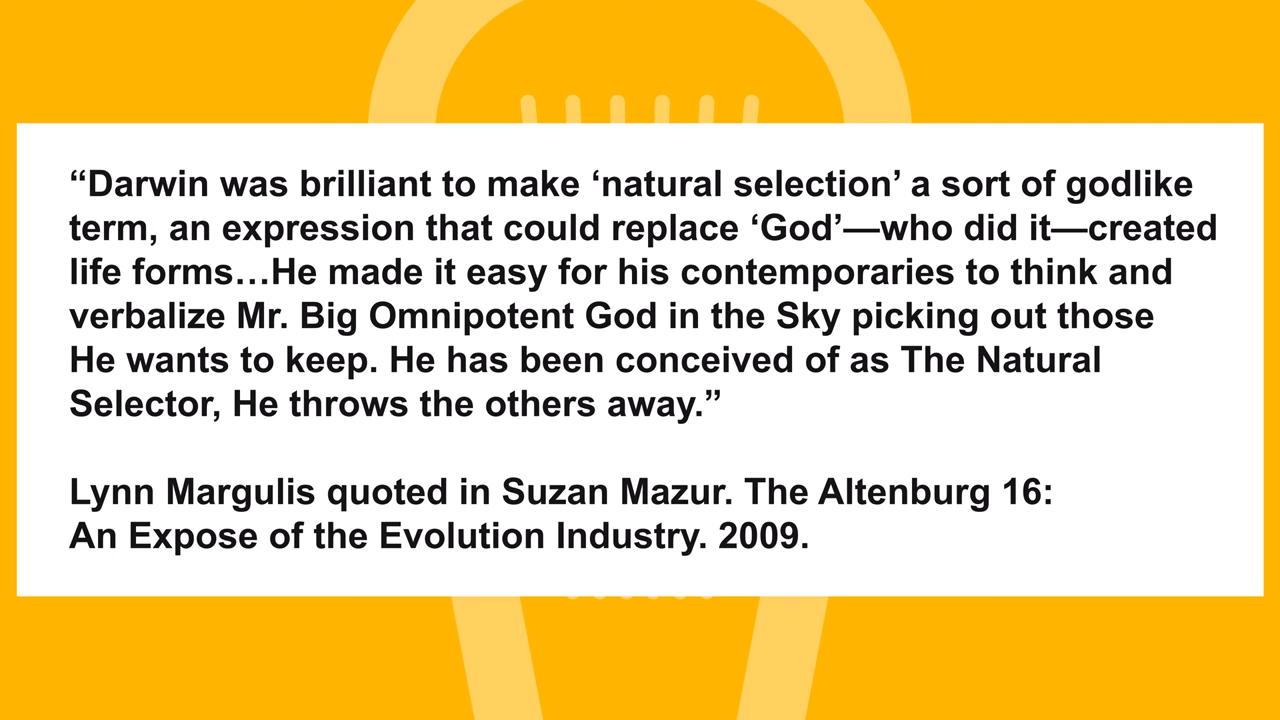 “Darwin was brilliant to make ‘natural selection’ a sort of godlike
term, an expression that could replace ‘God’—who did it—created
life forms…He made it easy for his contemporaries to think and
verbalize Mr. Big Omnipotent God in the Sky picking out those
He wants to keep. He has been conceived of as The Natural
Selector, He throws the others away.”
Lynn Margulis quoted in Suzan Mazur. The Altenburg 16:
An Expose of the Evolution Industry. 2009.